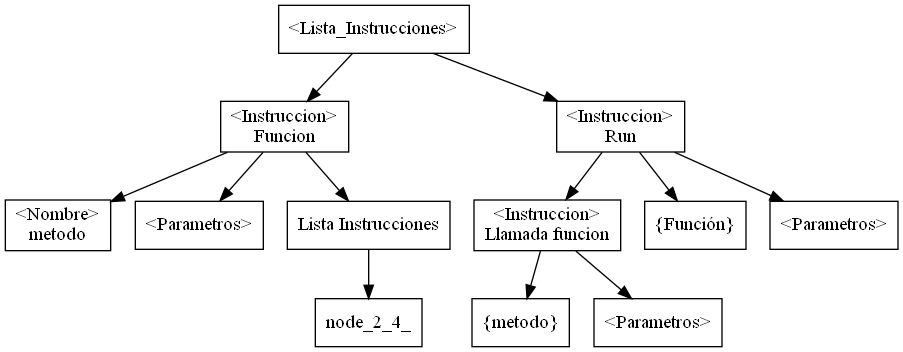 <Lista_Instrucciones>
<Instruccion>
Funcion
<Instruccion>
Run
<Nombre>
metodo
<Parametros>
Lista Instrucciones
<Instruccion>
Llamada funcion
{Función}
<Parametros>
node_2_4_
{metodo}
<Parametros>